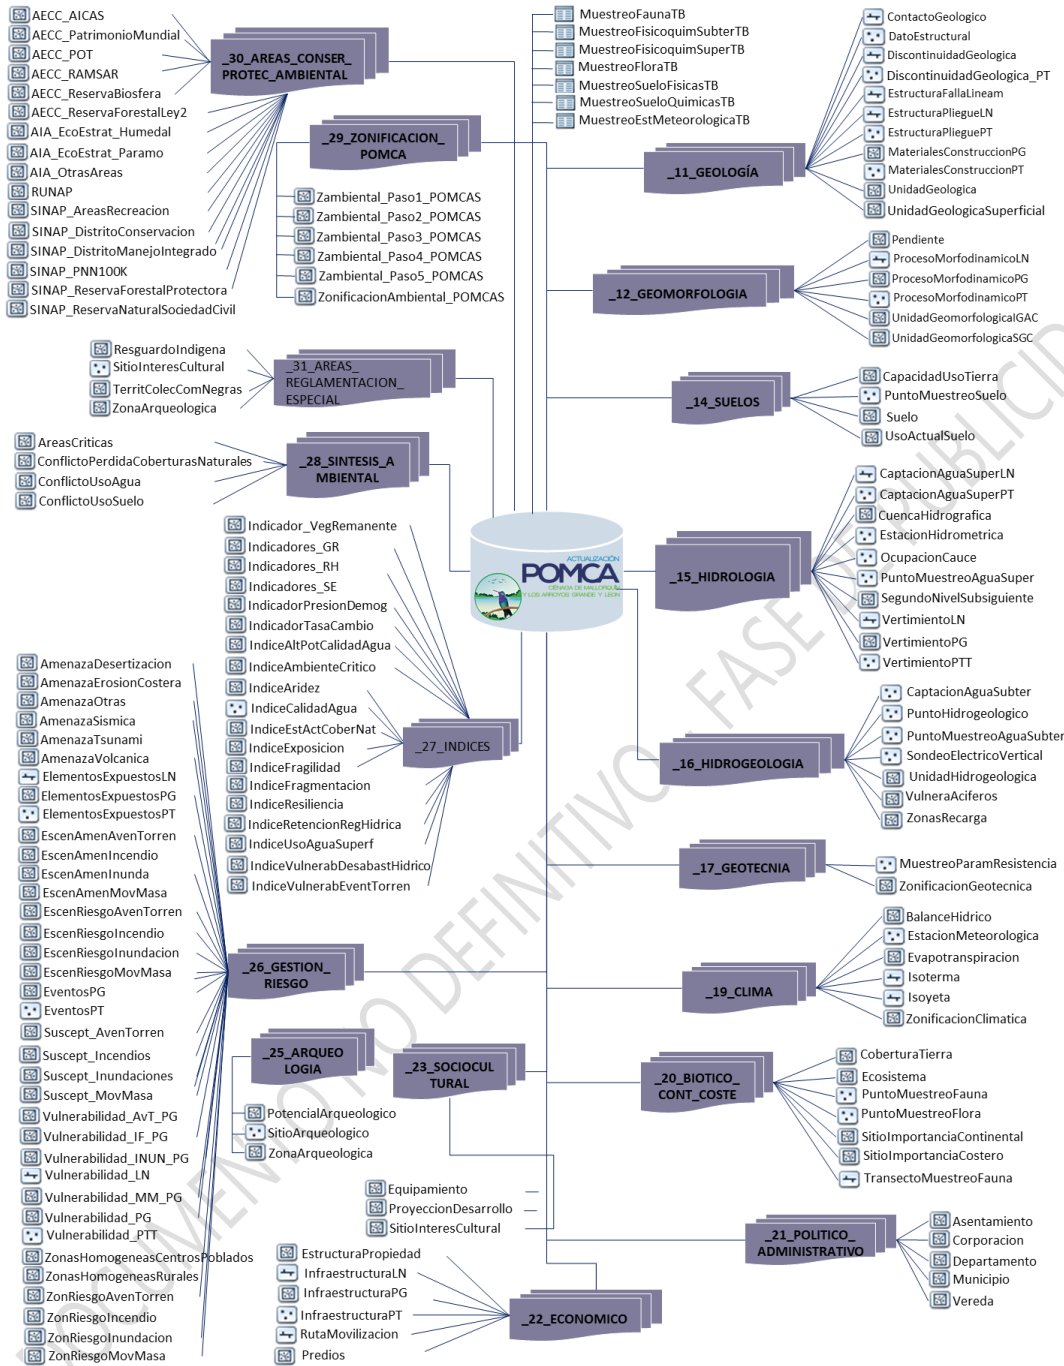 AECC_AICAS
AECC_PatrimonioMundial
AECC_POT
AECC_RAMSAR
AECC_ReservaBiosfera
AECC_ReservaForestalLey2
AIA_EcoEstrat_Humedal
AIA_EcoEstrat_Paramo
AIA_OtrasAreas
RUNAP
SINAP_AreasRecreacion
SINAP_DistritoConservacion
SINAP_DistritoManejoIntegrado
SINAP_PNN100K
SINAP_ReservaForestalProtectora
SINAP_ReservaNaturalSociedadCivil
_30_AREAS_CONSER_
PROTEC_AMBIENTAL
_29_ZONIFICACION_
POMCA
Zambiental_Paso1_POMCAS
Zambiental_Paso2_POMCAS
Zambiental_Paso3_POMCAS
Zambiental_Paso4_POMCAS
Zambiental_Paso5_POMCAS
ZonificacionAmbiental_POMCAS
MuestreoFaunaTB
MuestreoFisicoquimSubterTB
MuestreoFisicoquimSuperTB
MuestreoFloraTB
MuestreoSueloFisicasTB
MuestreoSueloQuimicasTB
MuestreoEstMeteorologicaTB
_11_GEOLOGÍA
ContactoGeologico
DatoEstructural
DiscontinuidadGeologica
DiscontinuidadGeologica_PT
EstructuraFallaLineam
EstructuraPliegueLN
EstructuraPlieguePT
MaterialesConstruccionPG
MaterialesConstruccionPT
UnidadGeologica
UnidadGeologicaSuperficial
_12_GEOMORFOLOGIA
Pendiente
ProcesoMorfodinamicoLN
ProcesoMorfodinamicoPG
ProcesoMorfodinamicoPT
UnidadGeomorfologicaIGAC
UnidadGeomorfologicaSGC
ResguardoIndigena
SitioInteresCultural
TerritColecComNegras
ZonaArqueologica
_31_AREAS_
REGLAMENTACION_
ESPECIAL
_14_SUELOS
CapacidadUsoTierra
PuntoMuestreoSuelo
Suelo
UsoActualSuelo
AreasCriticas
ConflictoPerdidaCoberturasNaturales
ConflictoUsoAgua
ConflictoUsoSuelo
_28_SINTESIS_A
MBIENTAL
ACTUALIZACIÓN
POMCA
CIÉNAGA DE MALLORQUÍN
Y LOS ARROYOS GRANDE Y LEÓN
_15_HIDROLOGIA
CaptacionAguaSuperLN
CaptacionAguaSuperPT
CuencaHidrografica
EstacionHidrometrica
OcupacionCauce
PuntoMuestreoAguaSuper
SegundoNivelSubsiguiente
VertimientoLN
VertimientoPG
VertimientoPTT
Indicador_VegRemanente
Indicadores_GR
Indicadores_RH
Indicadores_SE
IndicadorPresionDemog
IndicadorTasaCambio
IndiceAltPotCalidadAgua
IndiceAmbienteCritico
IndiceAridez
IndiceCalidadAgua
IndiceEstActCoberNat
IndiceExposicion
IndiceFragilidad
IndiceFragmentacion
IndiceResiliencia
IndiceRetencionRegHidrica
IndiceUsoAguaSuperf
IndiceVulnerabDesabastHidrico
IndiceVulnerabEventTorren
_27_INDICES
_16_HIDROGEOLOGIA
CaptacionAguaSubter
PuntoHidrogeologico
PuntoMuestreoAguaSubter
SondeoElectricoVertical
UnidadHidrogeologica
VulneraAciferos
ZonasRecarga
_17_GEOTECNIA
MuestreoParamResistencia
ZonificacionGeotecnica
AmenazaDesertizacion
AmenazaErosionCostera
AmenazaOtras
AmenazaSismica
AmenazaTsunami
AmenazaVolcanica
ElementosExpuestosLN
ElementosExpuestosPG
ElementosExpuestosPT
EscenAmenAvenTorren
EscenAmenIncendio
EscenAmenInunda
EscenAmenMovMasa
EscenRiesgoAvenTorren
EscenRiesgoIncendio
EscenRiesgoInundacion
EscenRiesgoMovMasa
EventosPG
EventosPT
Suscept_AvenTorren
Suscept_Incendios
Suscept_Inundaciones
Suscept_MovMasa
Vulnerabilidad_AvT_PG
Vulnerabilidad_IF_PG
Vulnerabilidad_INUN_PG
Vulnerabilidad_LN
Vulnerabilidad_MM_PG
Vulnerabilidad_PG
Vulnerabilidad_PTT
ZonasHomogeneasCentrosPoblados
ZonasHomogeneasRurales
ZonRiesgoAvenTorren
ZonRiesgoIncendio
ZonRiesgoInundacion
ZonRiesgoMovMasa
_26_GESTION_
RIESGO
_19_CLIMA
BalanceHidrico
EstacionMeteorologica
Evapotranspiracion
Isoterma
Isoyeta
ZonificacionClimatica
_25_ARQUEO
LOGIA
PotencialArqueologico
SitioArqueologico
ZonaArqueologica
_23_SOCIOCUL
TURAL
Equipamiento
ProyeccionDesarrollo
SitioInteresCultural
_20_BIOTICO_
CONT_COSTE
CoberturaTierra
Ecosistema
PuntoMuestreoFauna
PuntoMuestreoFlora
SitioImportanciaContinental
SitioImportanciaCostero
TransectoMuestreoFauna
_21_POLITICO_
ADMINISTRATIVO
Asentamiento
Corporacion
Departamento
Municipio
Vereda
EstructuraPropiedad
InfraestructuraLN
InfraestructuraPG
InfraestructuraPT
RutaMovilizacion
Predios
_22_ECONOMICO
DOCUMENTO NO DEFINITIVO, FASE DE PUBLICID